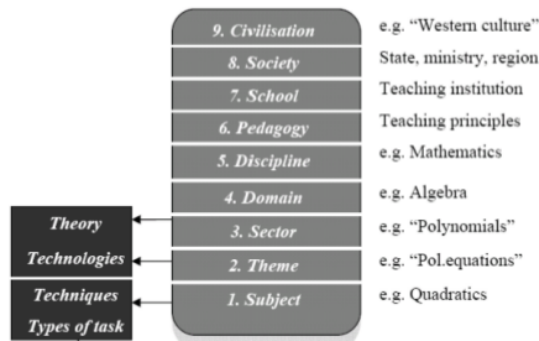 9. Civilisation
e.g. “Western culture”
8. Society
State, ministry, region
7. School
Teaching institution
6. Pedagogy
Teaching principles
5. Discipline
e.g. Mathematics
4. Domain
e.g. Algebra
Theory
3. Sector
e.g. “Polynomials”
Technologies
2. Theme
e.g. “Pol.equations”
Techniques
1. Subject
e.g. Quadratics
Types of task